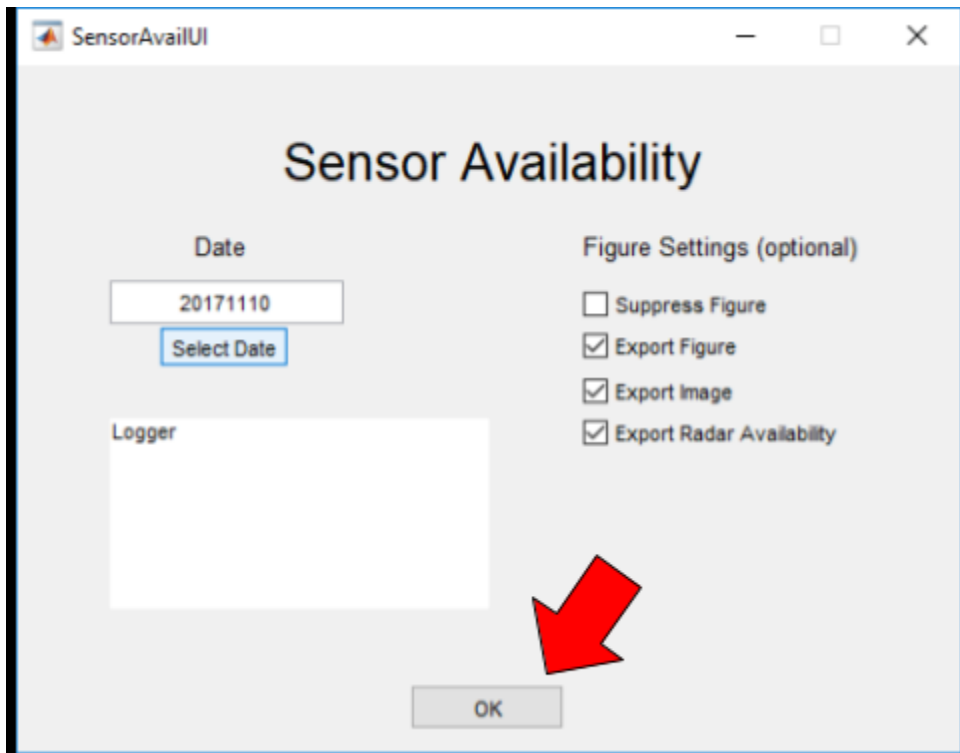 SensorAvailUI
Sensor Availability
Date
20171110
Select Date
Logger
Figure Settings (optional)
Suppress Figure
Export Figure
Export Image
Export Radar Availability
OK